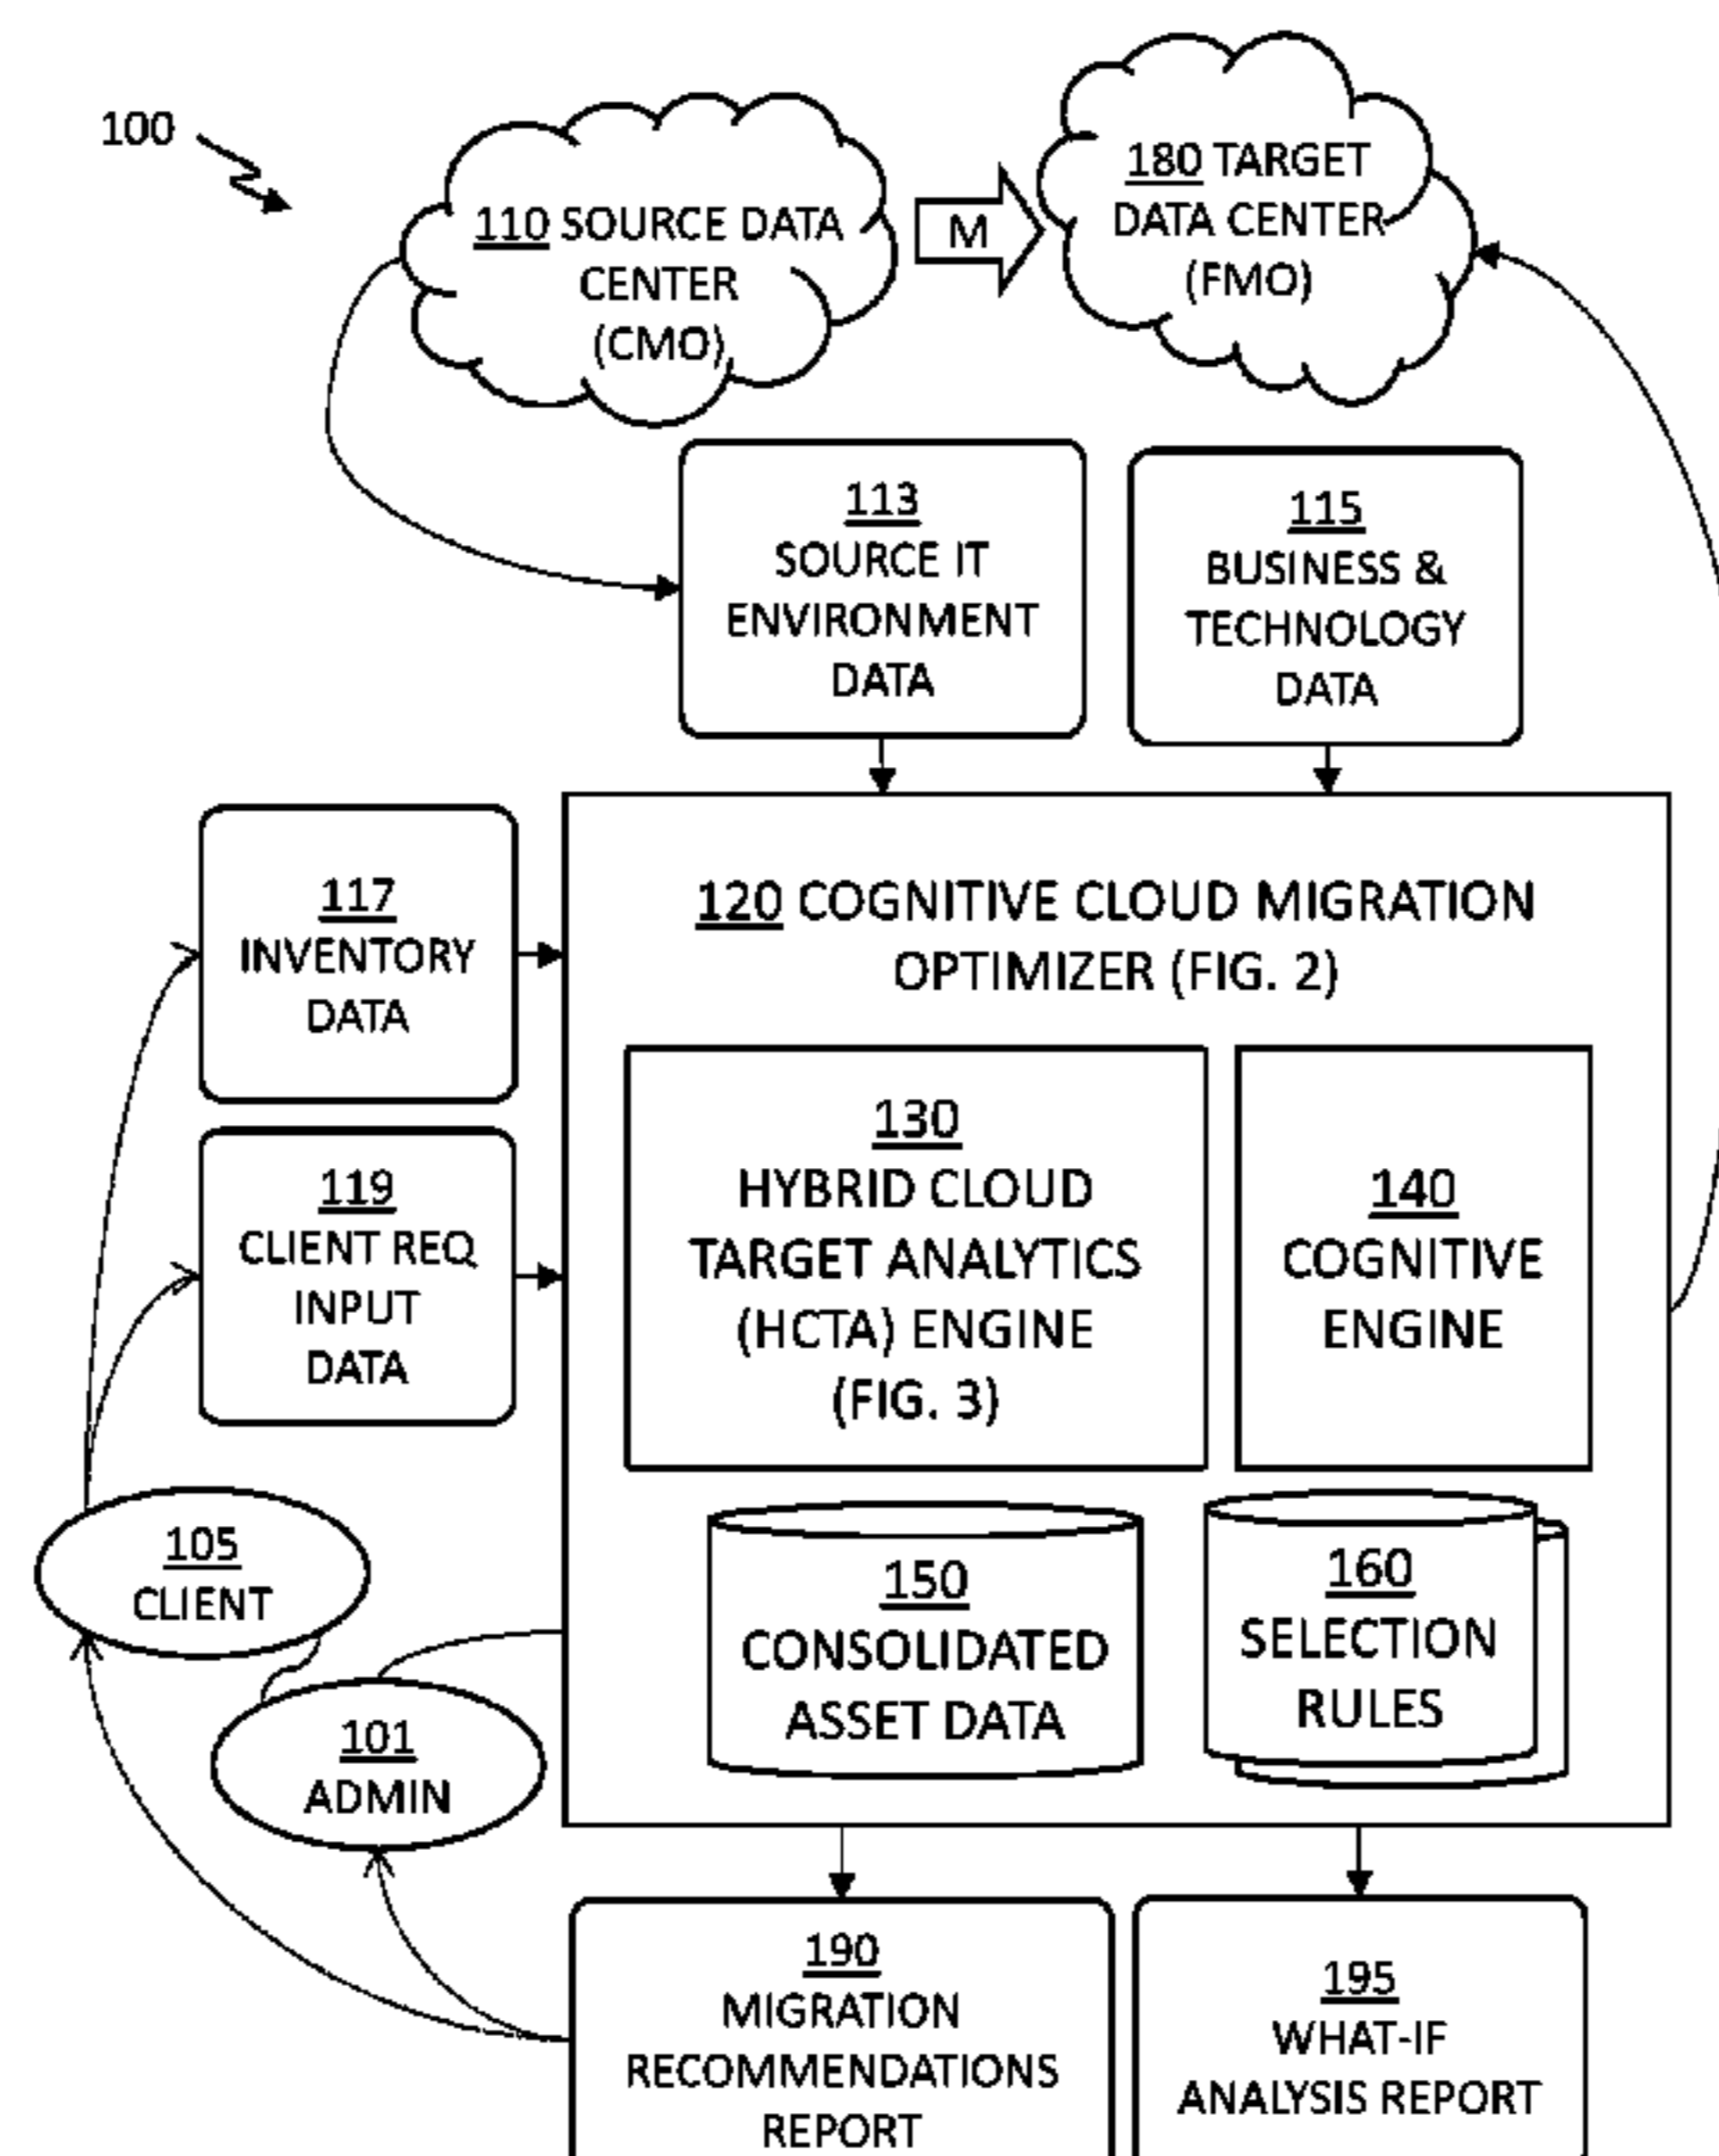 100
110 SOURCE DATA
CENTER
(CMO)
M
180 TARGET
DATA CENTER
(FMO)
113
SOURCE IT
ENVIRONMENT
DATA
115
BUSINESS &
TECHNOLOGY
DATA
117
INVENTORY
DATA
119
CLIENT REQ
INPUT
DATA
120 COGNITIVE CLOUD MIGRATION
OPTIMIZER (FIG. 2)
130
HYBRID CLOUD
TARGET ANALYTICS
(HCTA) ENGINE
(FIG. 3)
140
COGNITIVE
ENGINE
150
CONSOLIDATED
ASSET DATA
160
SELECTION
RULES
105
CLIENT
101
ADMIN
190
MIGRATION
RECOMMENDATIONS
REPORT
195
WHAT-IF
ANALYSIS REPORT